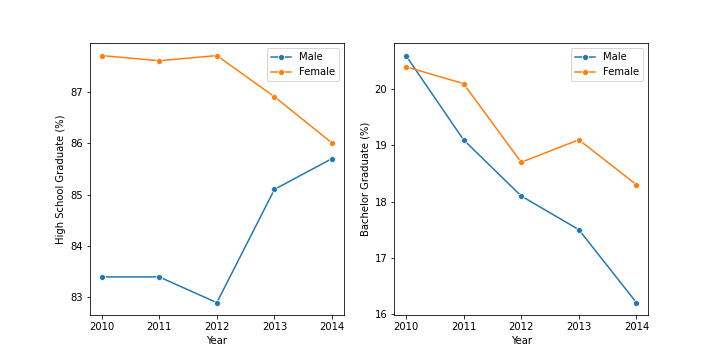 High School Graduate (%)
87
86
85
84
83
2010 2011 2012 2013 2014
Year
Male
Female
Bachelor Graduate (%)
20
19
18
17
16
2010 2011 2012 2013 2014
Year
Male
Female